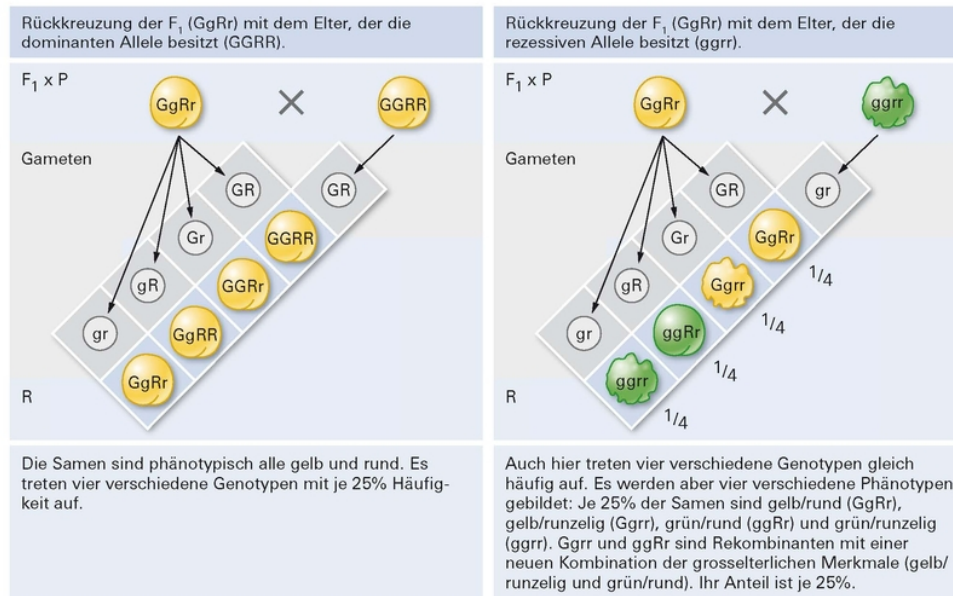 Rückkreuzung der F1 (GgRr) mit dem Elter, der die
dominanten Allele besitzt (GGRR).
F1 x P
GgRr
GGRR
Gameten
GR
GR
Gr
GGRR
gR
GGRr
gr
GgRR
GgRr
R
Die Samen sind phänotypisch alle gelb und rund. Es
treten vier verschiedene Genotypen mit je 25% Häufig-
keit auf.
Rückkreuzung der F1 (GgRr) mit dem Elter, der die
rezessiven Allele besitzt (ggrr).
F1 x P
GgRr
ggrr
Gameten
GR
gr
Gr
GgRr
1/4
gR
Ggrr
1/4
gr
ggRr
1/4
ggrr
1/4
R
Auch hier treten vier verschiedene Genotypen gleich
häufig auf. Es werden aber vier verschiedene Phänotypen
gebildet: Je 25% der Samen sind gelb/rund (GgRr),
gelb/runzelig (Ggrr), grün/rund (ggRr) und grün/runzelig
(ggrr). Ggrr und ggRr sind Rekombinanten mit einer
neuen Kombination der grosselterlichen Merkmale (gelb/
runzelig und grün/rund). Ihr Anteil ist je 25%.